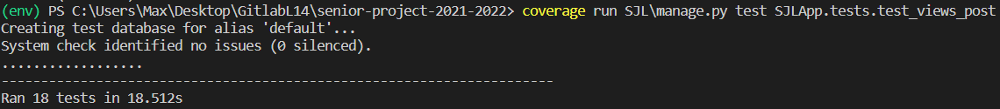 (env) PS C:\Users\Max\Desktop\GitlabL14\senior-project-2021-2022> coverage run SJL\manage.py test SJLApp.tests.test_views_post
Creating test database for alias 'default'...
System check identified no issues (0 silenced).
..................
----------------------------------------------------------------------
Ran 18 tests in 18.512s